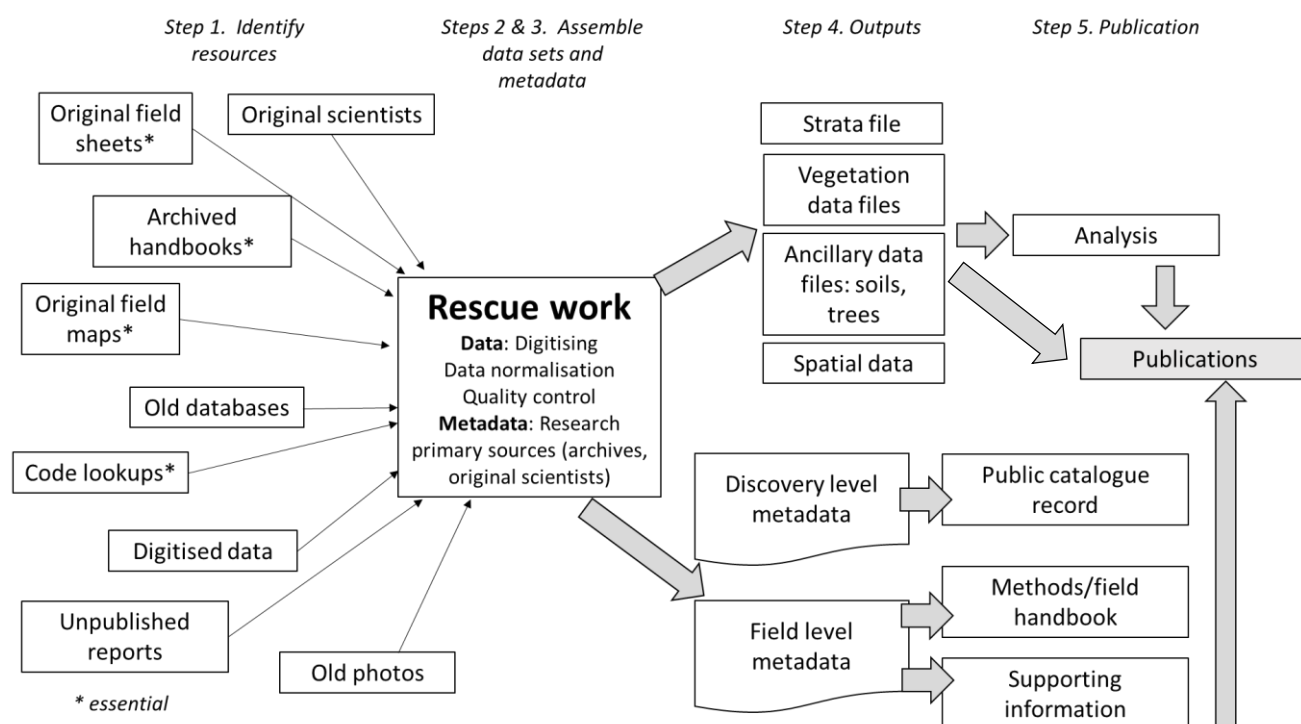 Step 1. Identify
resources
Steps 2 & 3. Assemble
data sets and
metadata
Step 4. Outputs
Step 5. Publication
Original field
sheets*
Original scientists
Archived
handbooks*
Original field
maps*
Old databases
Code lookups*
Digitised data
Unpublished
reports
Old photos
* essential
Rescue work
Data: Digitising
Data normalisation
Quality control
Metadata: Research
primary sources (archives,
original scientists)
Strata file
Vegetation
data files
Ancillary data
files: soils,
trees
Spatial data
Analysis
Publications
Discovery level
metadata
Public catalogue
record
Field level
metadata
Methods/field
handbook
Supporting
information